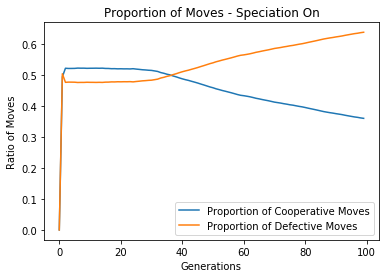 Proportion of Moves - Speciation On
Ratio of Moves
0.6
0.5
0.4
0.3
0.2
0.1
0.0
0
20
40
60
80
100
Generations
Proportion of Cooperative Moves
Proportion of Defective Moves